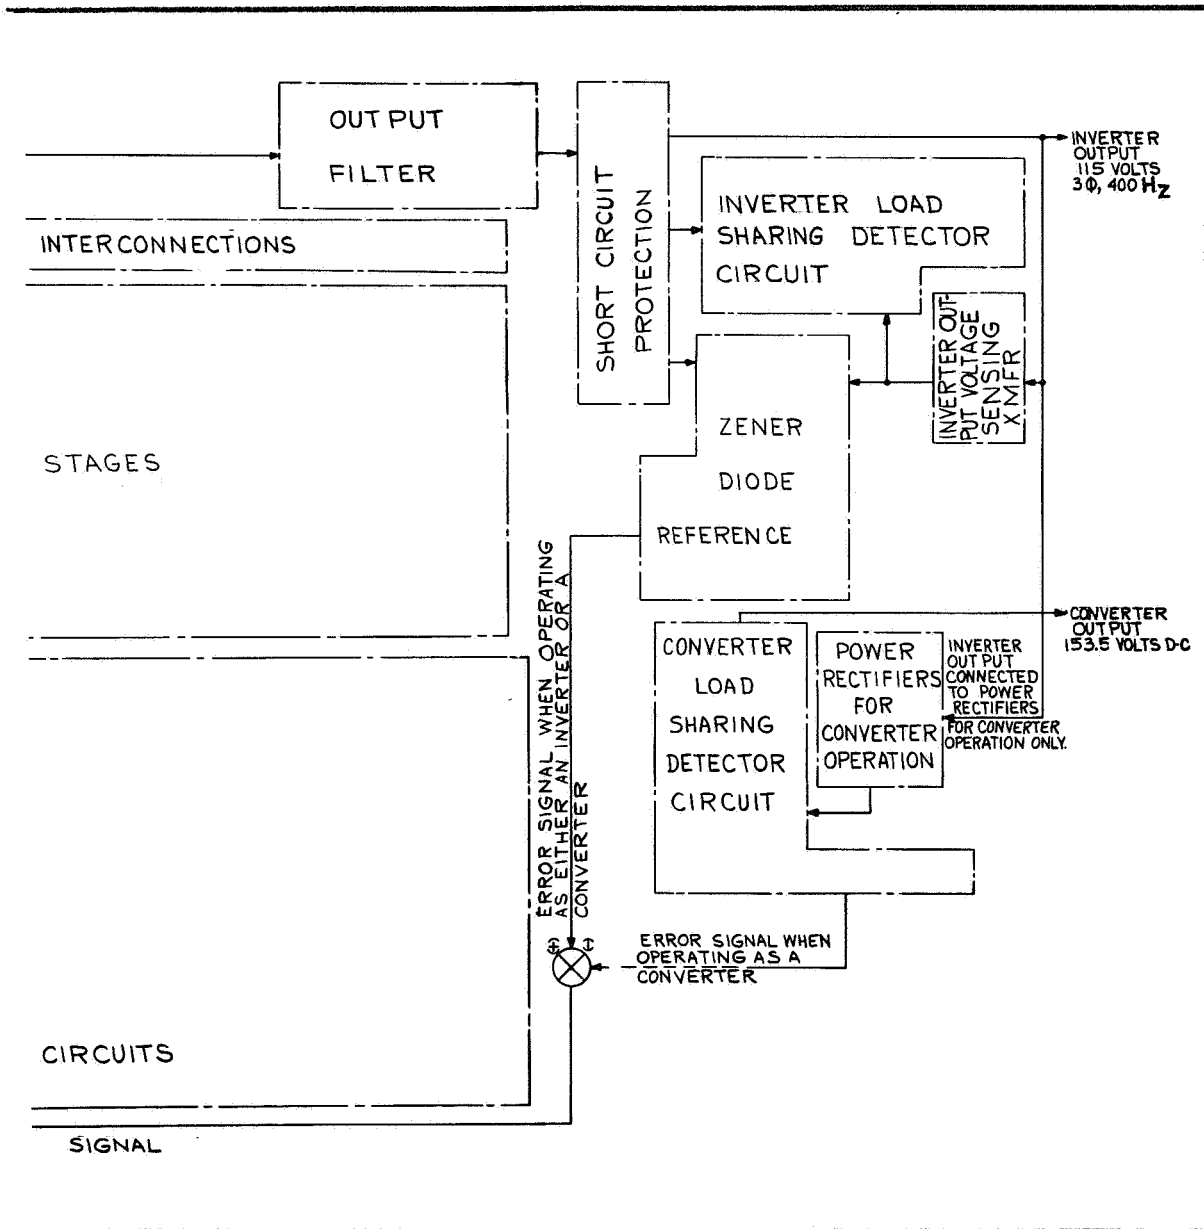 OUTPUT
FILTER
SHORT CIRCUIT
PROTECTION
INVERTER
OUTPUT
115 VOLTS
3Φ, 400 Hz
INVERTER LOAD
SHARING DETECTOR
CIRCUIT
INTERCONNECTIONS
INVERTER OUT-
PUT VOLTAGE
SENSING
XMFR
STAGES
ZENER
DIODE
REFERENCE
ERROR SIGNAL WHEN OPERATING
AS EITHER AN INVERTER OR A
CONVERTER
CONVERTER
OUTPUT
153.5 VOLTS D-C
CONVERTER
LOAD
SHARING
DETECTOR
CIRCUIT
POWER
RECTIFIERS
FOR
CONVERTER
OPERATION
INVERTER
OUTPUT
CONNECTED
TO POWER
RECTIFIERS
FOR CONVERTER
OPERATION ONLY.
(+) (-)
ERROR SIGNAL WHEN
OPERATING AS A
CONVERTER
CIRCUITS
SIGNAL